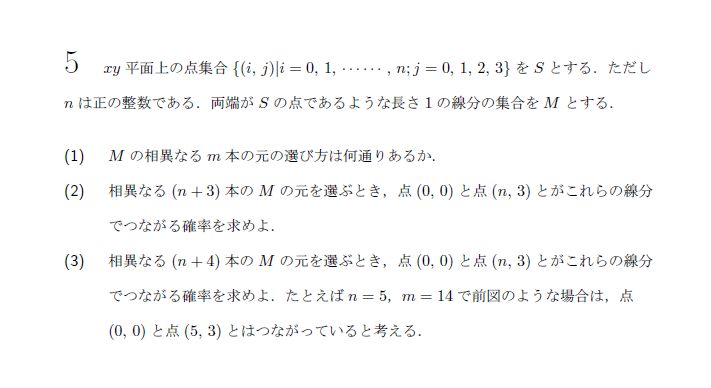 5 xy 平面上の点集合 {(i, j)|i = 0, 1, ⋯⋯ , n; j = 0, 1, 2, 3} を S とする．ただし
n は正の整数である．両端が S の点であるような長さ 1 の線分の集合を M とする．
(1) M の相異なる m 本の元の選び方は何通りあるか．
(2) 相異なる (n + 3) 本の M の元を選ぶとき，点 (0, 0) と点 (n, 3) とがこれらの線分
でつながる確率を求めよ．
(3) 相異なる (n + 4) 本の M の元を選ぶとき，点 (0, 0) と点 (n, 3) とがこれらの線分
でつながる確率を求めよ．たとえば n = 5，m = 14 で前図のような場合は，点
(0, 0) と点 (5, 3) とはつながっていると考える．